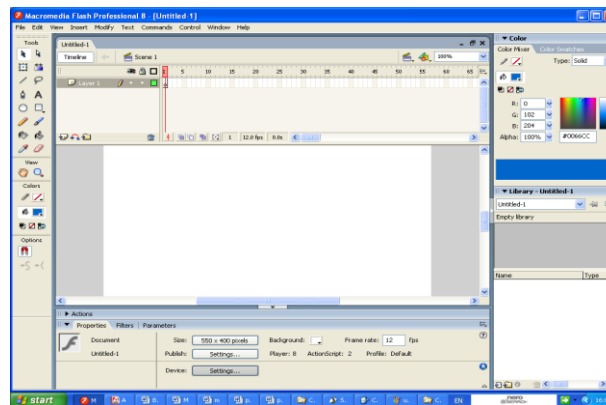 Macromedia Flash Professional 8 - [Untitled-1]
File Edit View Insert Modify Text Commands Control Window Help
Tools
View
Colors
Options
Untitled-1
Timeline Scene 1 100%
5 10 15 20 25 30 35 40 45 50 55 60 65
Layer 1
1 12.0 fps 0.0s
Actions
Properties Filters Parameters
Document
Untitled-1
Size: 550 x 400 pixels Background: Frame rate: 12 fps
Publish: Settings... Player: 8 ActionScript: 2 Profile: Default
Device: Settings...
Color
Color Mixer Color Swatches
Type: Solid
R: 0
G: 102
B: 204
Alpha: 100% #0066CC
Library - Untitled-1
Untitled-1
Empty library
Name Type
start EN nero